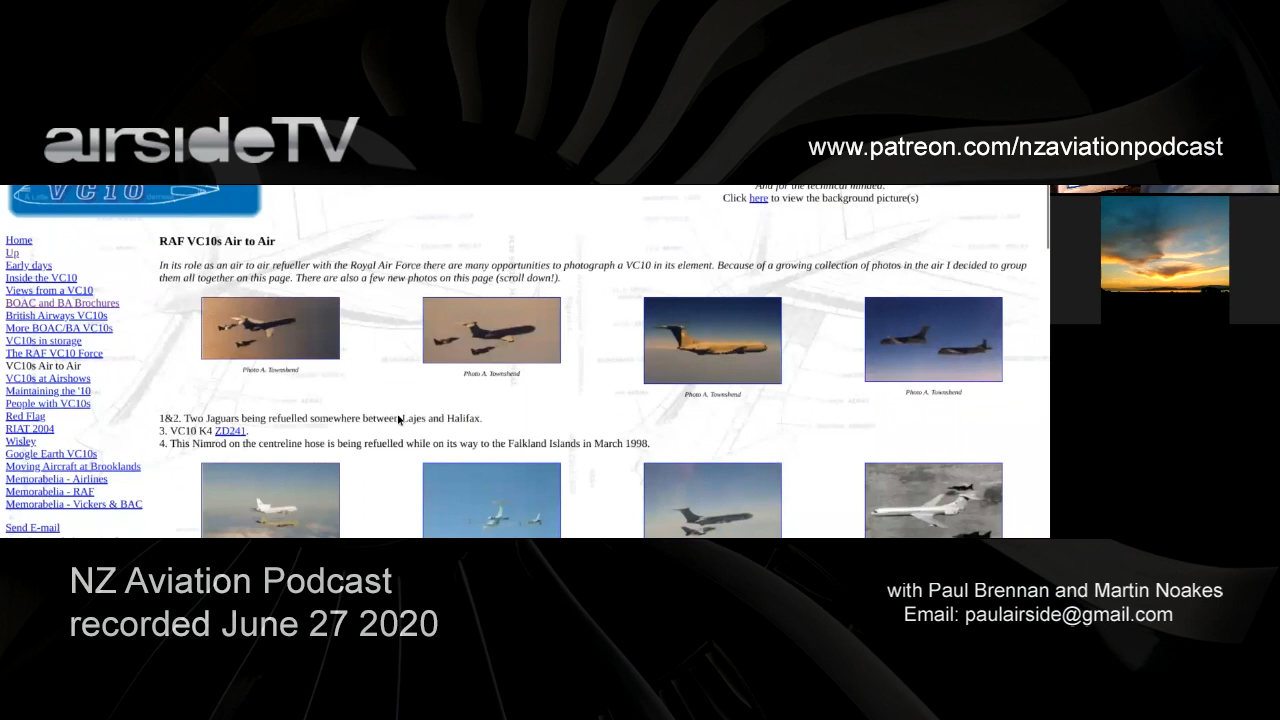 airsideTV
www.patreon.com/nzaviationpodcast
VC10
And for the technical minded:
Click here to view the background picture(s)
Home
Up
Early days
Inside the VC10
Views from a VC10
BOAC and BA Brochures
British Airways VC10s
More BOAC/BA VC10s
VC10s in storage
The RAF VC10 Force
VC10s Air to Air
VC10s at Airshows
Maintaining the '10
People with VC10s
Red Flag
RIAT 2004
Wisley
Google Earth VC10s
Moving Aircraft at Brooklands
Memorabelia - Airlines
Memorabelia - RAF
Memorabelia - Vickers & BAC
Send E-mail
RAF VC10s Air to Air
In its role as an air to air refueller with the Royal Air Force there are many opportunities to photograph a VC10 in its element. Because of a growing collection of photos in the air I decided to group
them all together on this page. There are also a few new photos on this page (scroll down!).
Photo A. Townshend
Photo A. Townshend
Photo A. Townshend
Photo A. Townshend
1&2. Two Jaguars being refuelled somewhere between Lajes and Halifax.
3. VC10 K4 ZD241.
4. This Nimrod on the centreline hose is being refuelled while on its way to the Falkland Islands in March 1998.
NZ Aviation Podcast
recorded June 27 2020
with Paul Brennan and Martin Noakes
Email: paulairside@gmail.com